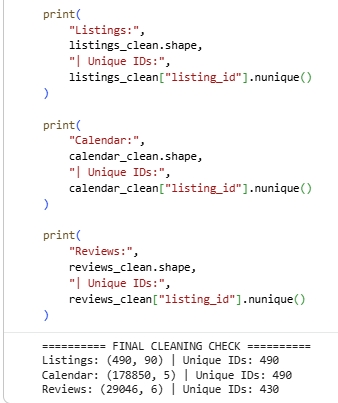 print(
"Listings:",
listings_clean.shape,
"| Unique IDs:",
listings_clean["listing_id"].nunique()
)
print(
"Calendar:",
calendar_clean.shape,
"| Unique IDs:",
calendar_clean["listing_id"].nunique()
)
print(
"Reviews:",
reviews_clean.shape,
"| Unique IDs:",
reviews_clean["listing_id"].nunique()
)
========== FINAL CLEANING CHECK ==========
Listings: (490, 90) | Unique IDs: 490
Calendar: (178850, 5) | Unique IDs: 490
Reviews: (29046, 6) | Unique IDs: 430